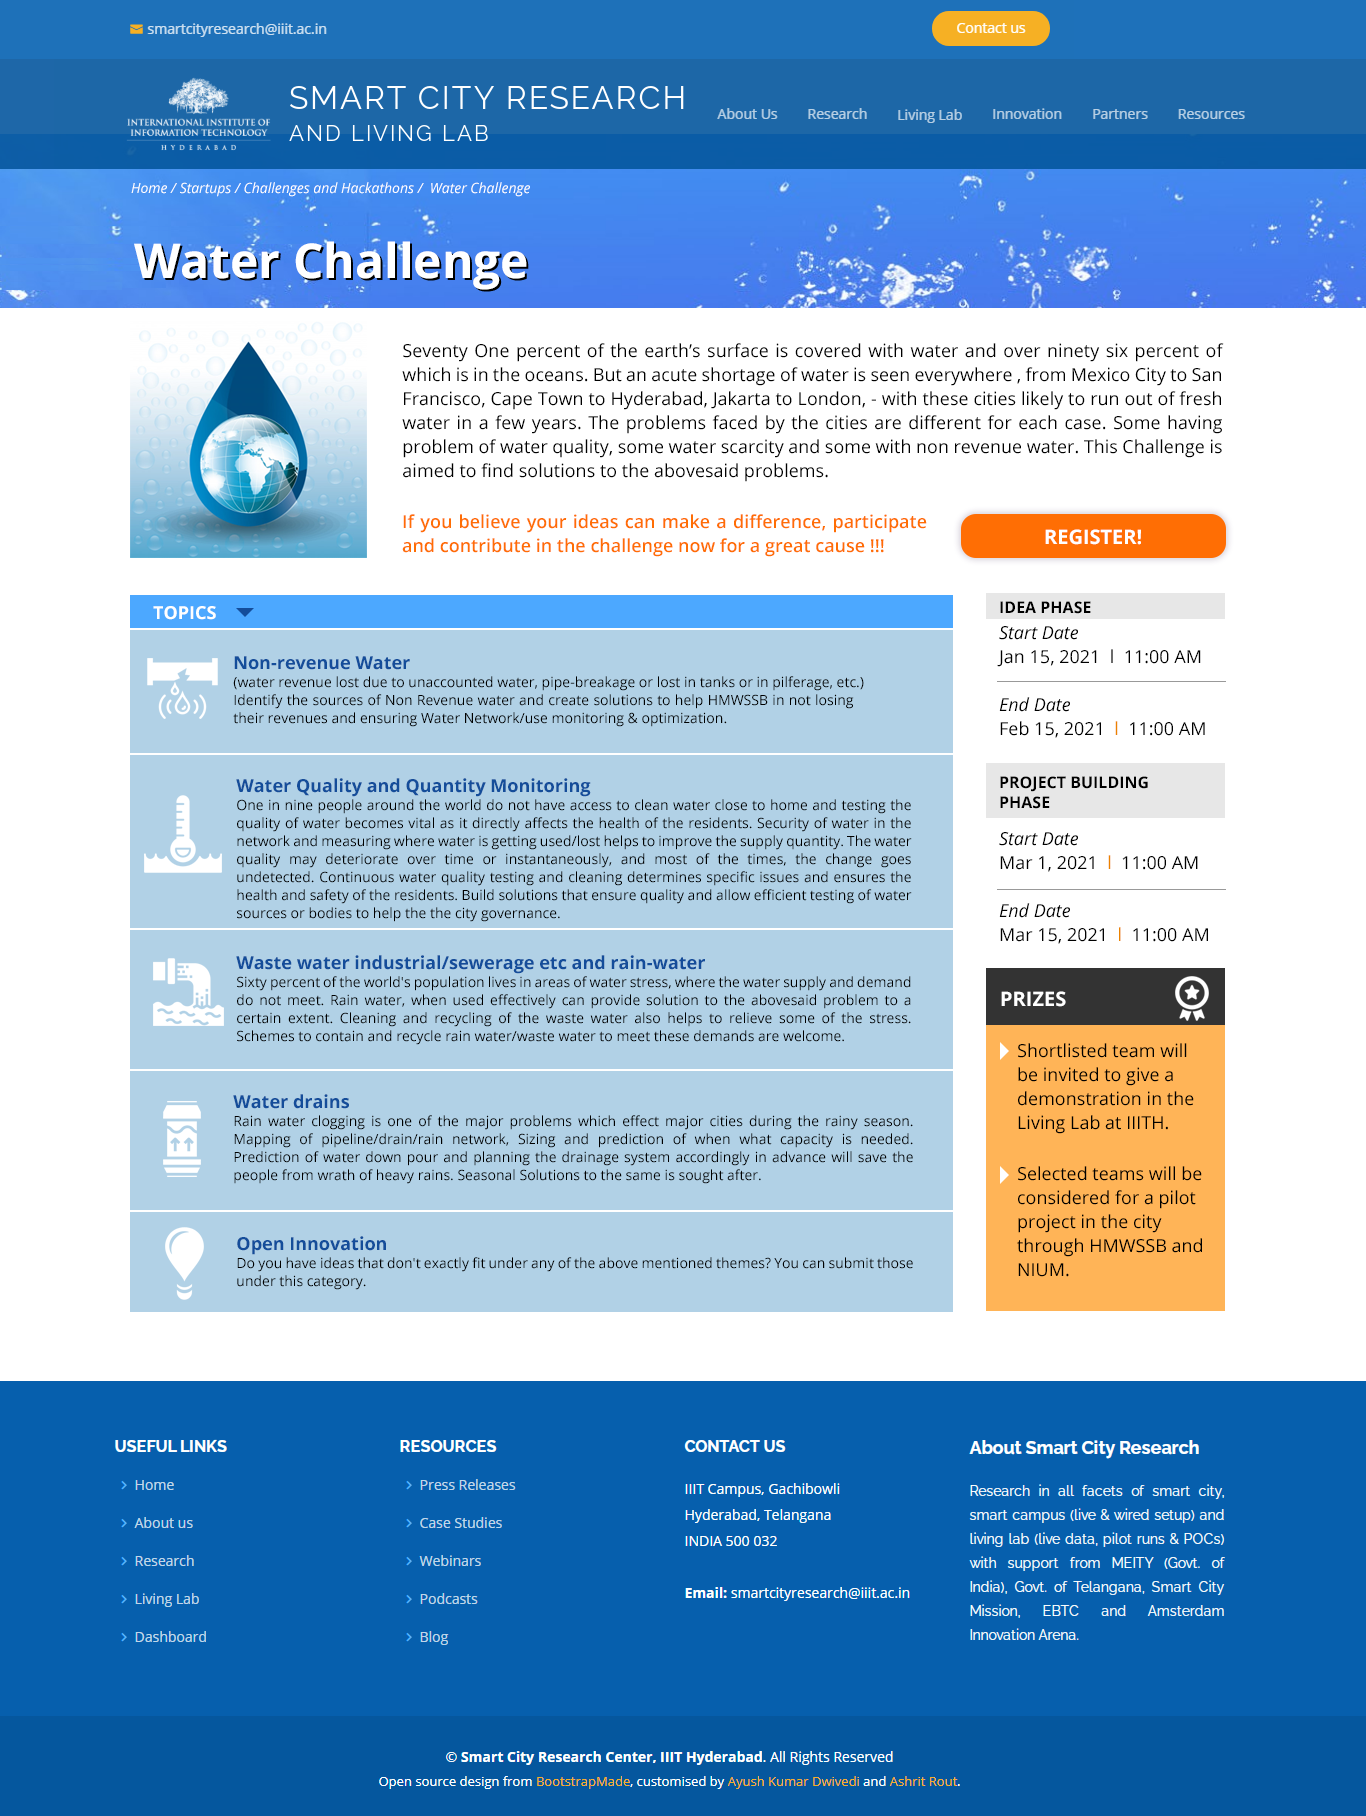 smartcityresearch@iiit.ac.in
Contact us
INTERNATIONAL INSTITUTE OF
INFORMATION TECHNOLOGY
HYDERABAD
SMART CITY RESEARCH
AND LIVING LAB
About Us
Research
Living Lab
Innovation
Partners
Resources
Home / Startups / Challenges and Hackathons / Water Challenge
Water Challenge
Seventy One percent of the earth’s surface is covered with water and over ninety six percent of
which is in the oceans. But an acute shortage of water is seen everywhere , from Mexico City to San
Francisco, Cape Town to Hyderabad, Jakarta to London, - with these cities likely to run out of fresh
water in a few years. The problems faced by the cities are different for each case. Some having
problem of water quality, some water scarcity and some with non revenue water. This Challenge is
aimed to find solutions to the abovesaid problems.
If you believe your ideas can make a difference, participate
and contribute in the challenge now for a great cause !!!
REGISTER!
TOPICS
Non-revenue Water
(water revenue lost due to unaccounted water, pipe-breakage or lost in tanks or in pilferage, etc.)
Identify the sources of Non Revenue water and create solutions to help HMWSSB in not losing
their revenues and ensuring Water Network/use monitoring & optimization.
Water Quality and Quantity Monitoring
One in nine people around the world do not have access to clean water close to home and testing the
quality of water becomes vital as it directly affects the health of the residents. Security of water in the
network and measuring where water is getting used/lost helps to improve the supply quantity. The water
quality may deteriorate over time or instantaneously, and most of the times, the change goes
undetected. Continuous water quality testing and cleaning determines specific issues and ensures the
health and safety of the residents. Build solutions that ensure quality and allow efficient testing of water
sources or bodies to help the the city governance.
Waste water industrial/sewerage etc and rain-water
Sixty percent of the world's population lives in areas of water stress, where the water supply and demand
do not meet. Rain water, when used effectively can provide solution to the abovesaid problem to a
certain extent. Cleaning and recycling of the waste water also helps to relieve some of the stress.
Schemes to contain and recycle rain water/waste water to meet these demands are welcome.
Water drains
Rain water clogging is one of the major problems which effect major cities during the rainy season.
Mapping of pipeline/drain/rain network, Sizing and prediction of when what capacity is needed.
Prediction of water down pour and planning the drainage system accordingly in advance will save the
people from wrath of heavy rains. Seasonal Solutions to the same is sought after.
Open Innovation
Do you have ideas that don't exactly fit under any of the above mentioned themes? You can submit those
under this category.
IDEA PHASE
Start Date
Jan 15, 2021 | 11:00 AM
End Date
Feb 15, 2021 | 11:00 AM
PROJECT BUILDING
PHASE
Start Date
Mar 1, 2021 | 11:00 AM
End Date
Mar 15, 2021 | 11:00 AM
PRIZES
Shortlisted team will
be invited to give a
demonstration in the
Living Lab at IIITH.
Selected teams will be
considered for a pilot
project in the city
through HMWSSB and
NIUM.
USEFUL LINKS
Home
About us
Research
Living Lab
Dashboard
RESOURCES
Press Releases
Case Studies
Webinars
Podcasts
Blog
CONTACT US
IIIT Campus, Gachibowli
Hyderabad, Telangana
INDIA 500 032
Email: smartcityresearch@iiit.ac.in
About Smart City Research
Research in all facets of smart city,
smart campus (live & wired setup) and
living lab (live data, pilot runs & POCs)
with support from MEITY (Govt. of
India), Govt. of Telangana, Smart City
Mission, EBTC and Amsterdam
Innovation Arena.
© Smart City Research Center, IIIT Hyderabad. All Rights Reserved
Open source design from BootstrapMade, customised by Ayush Kumar Dwivedi and Ashrit Rout.